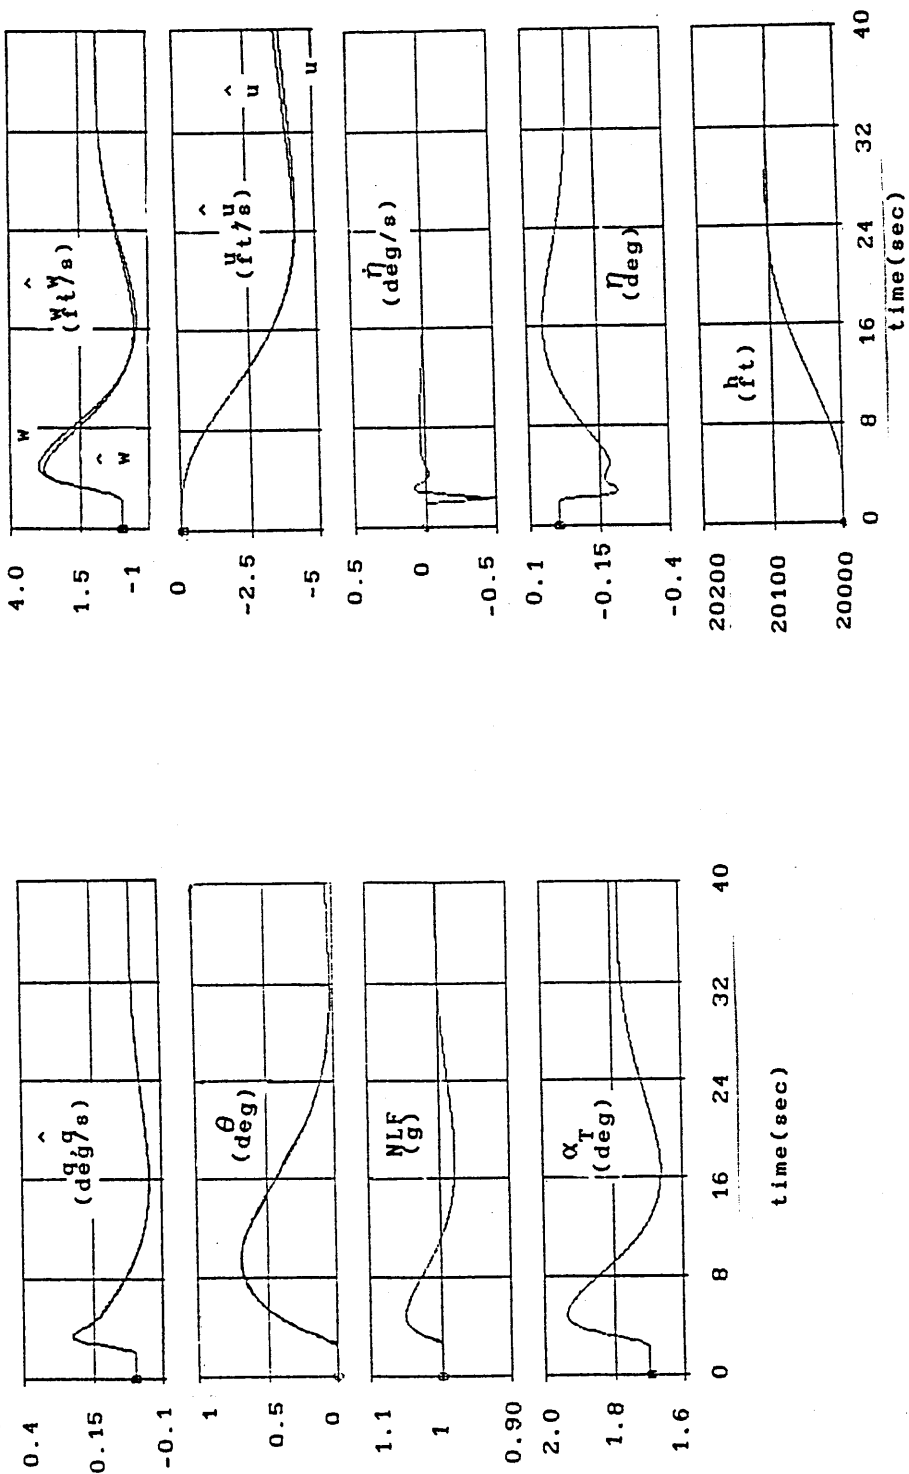 4.0
1.5
-1
w
ŵ
w, ŵ
(ft/s)
0
-2.5
-5
u, û
(ft/s)
û
u
0.5
0
-0.5
η̇
(deg/s)
0.1
-0.15
-0.4
η
(deg)
20200
20100
20000
h
(ft)
0 8 16 24 32 40
time(sec)
0.4
0.15
-0.1
q, q̂
(deg/s)
1
0.5
0
θ
(deg)
1.1
1
0.90
NLF
(g)
2.0
1.8
1.6
α_T
(deg)
0 8 16 24 32 40
time(sec)